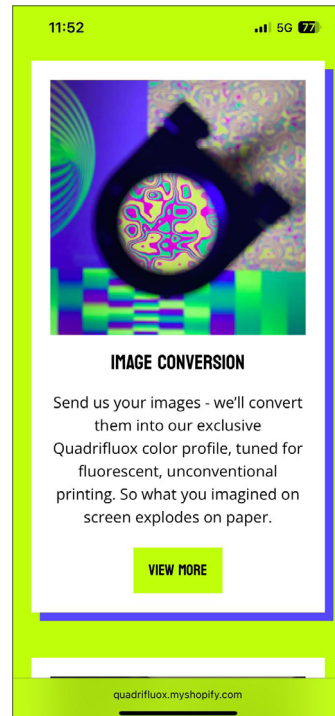 11:52
5G 77
IMAGE CONVERSION
Send us your images - we'll convert
them into our exclusive
Quadrifluox color profile, tuned for
fluorescent, unconventional
printing. So what you imagined on
screen explodes on paper.
VIEW MORE
quadrifluox.myshopify.com